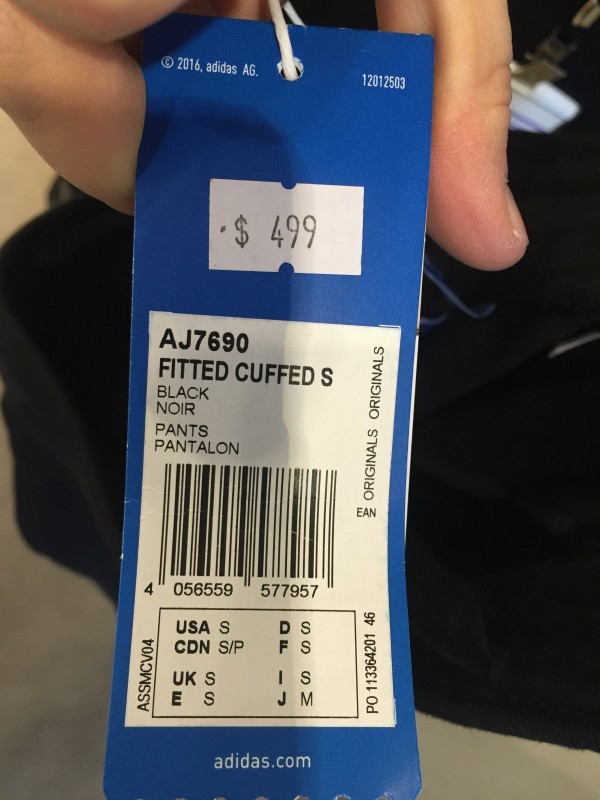 © 2016, adidas AG.
12012503
$ 499
AJ7690
FITTED CUFFED S
BLACK
NOIR
PANTS
PANTALON
EAN ORIGINALS ORIGINALS
4 056559 577957
ASSMCV04
USA S D S
CDN S/P F S
UK S I S
E S J M
PO 113364201 46
adidas.com